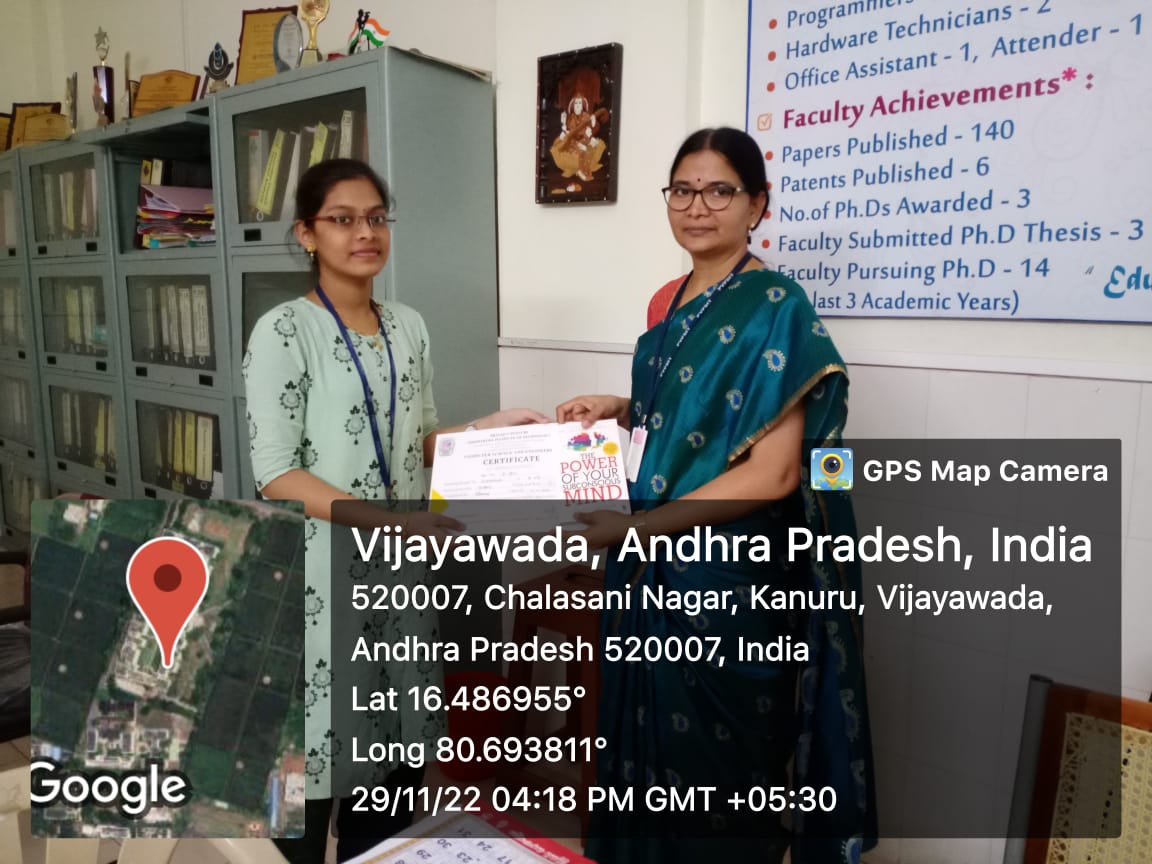 Programmers
Hardware Technicians - 2
Office Assistant - 1, Attender - 1
Faculty Achievements* :
Papers Published - 140
Patents Published - 6
No.of Ph.Ds Awarded - 3
Faculty Submitted Ph.D Thesis - 3
Faculty Pursuing Ph.D - 14
last 3 Academic Years)
" Edu
CERTIFICATE
THE
POWER
OF YOUR
SUBCONSCIOUS
MIND
GPS Map Camera
Vijayawada, Andhra Pradesh, India
520007, Chalasani Nagar, Kanuru, Vijayawada,
Andhra Pradesh 520007, India
Lat 16.486955°
Long 80.693811°
29/11/22 04:18 PM GMT +05:30
Google